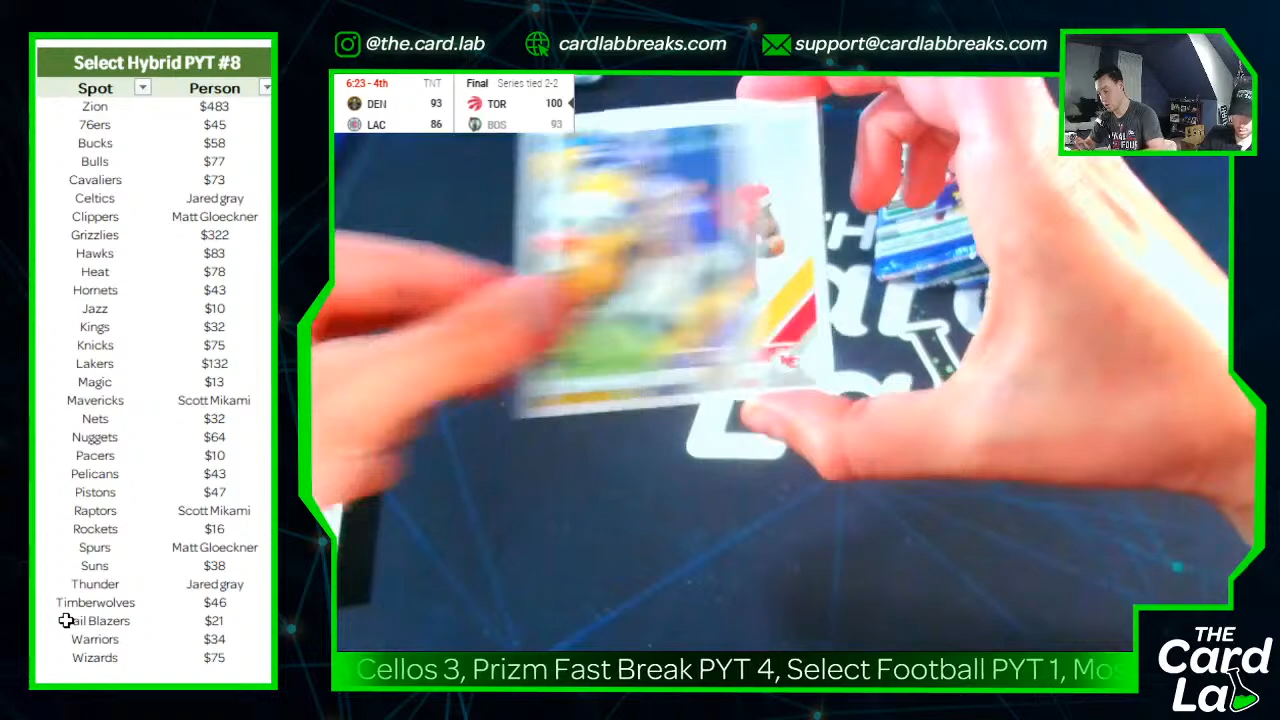 Select Hybrid PYT #8
Spot Person
Zion $483
76ers $45
Bucks $58
Bulls $77
Cavaliers $73
Celtics Jared gray
Clippers Matt Gloeckner
Grizzlies $322
Hawks $83
Heat $78
Hornets $43
Jazz $10
Kings $32
Knicks $75
Lakers $132
Magic $13
Mavericks Scott Mikami
Nets $32
Nuggets $64
Pacers $10
Pelicans $43
Pistons $47
Raptors Scott Mikami
Rockets $16
Spurs Matt Gloeckner
Suns $38
Thunder Jared gray
Timberwolves $46
ail Blazers $21
Warriors $34
Wizards $75
@the.card.lab cardlabbreaks.com support@cardlabbreaks.com
6:23 - 4th TNT Final Series tied 2-2
DEN 93 TOR 100
LAC 86 BOS 93
Cellos 3, Prizm Fast Break PYT 4, Select Football PYT 1, Mos
THE
Card
Lab